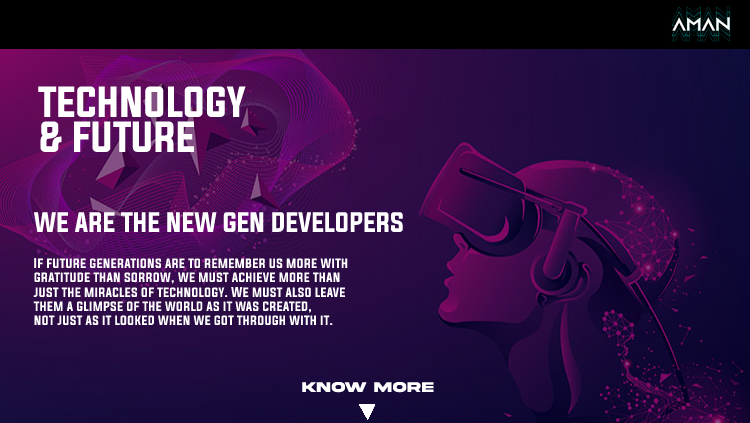 AMAN
TECHNOLOGY
& FUTURE
WE ARE THE NEW GEN DEVELOPERS
IF FUTURE GENERATIONS ARE TO REMEMBER US MORE WITH
GRATITUDE THAN SORROW, WE MUST ACHIEVE MORE THAN
JUST THE MIRACLES OF TECHNOLOGY. WE MUST ALSO LEAVE
THEM A GLIMPSE OF THE WORLD AS IT WAS CREATED,
NOT JUST AS IT LOOKED WHEN WE GOT THROUGH WITH IT.
KNOW MORE